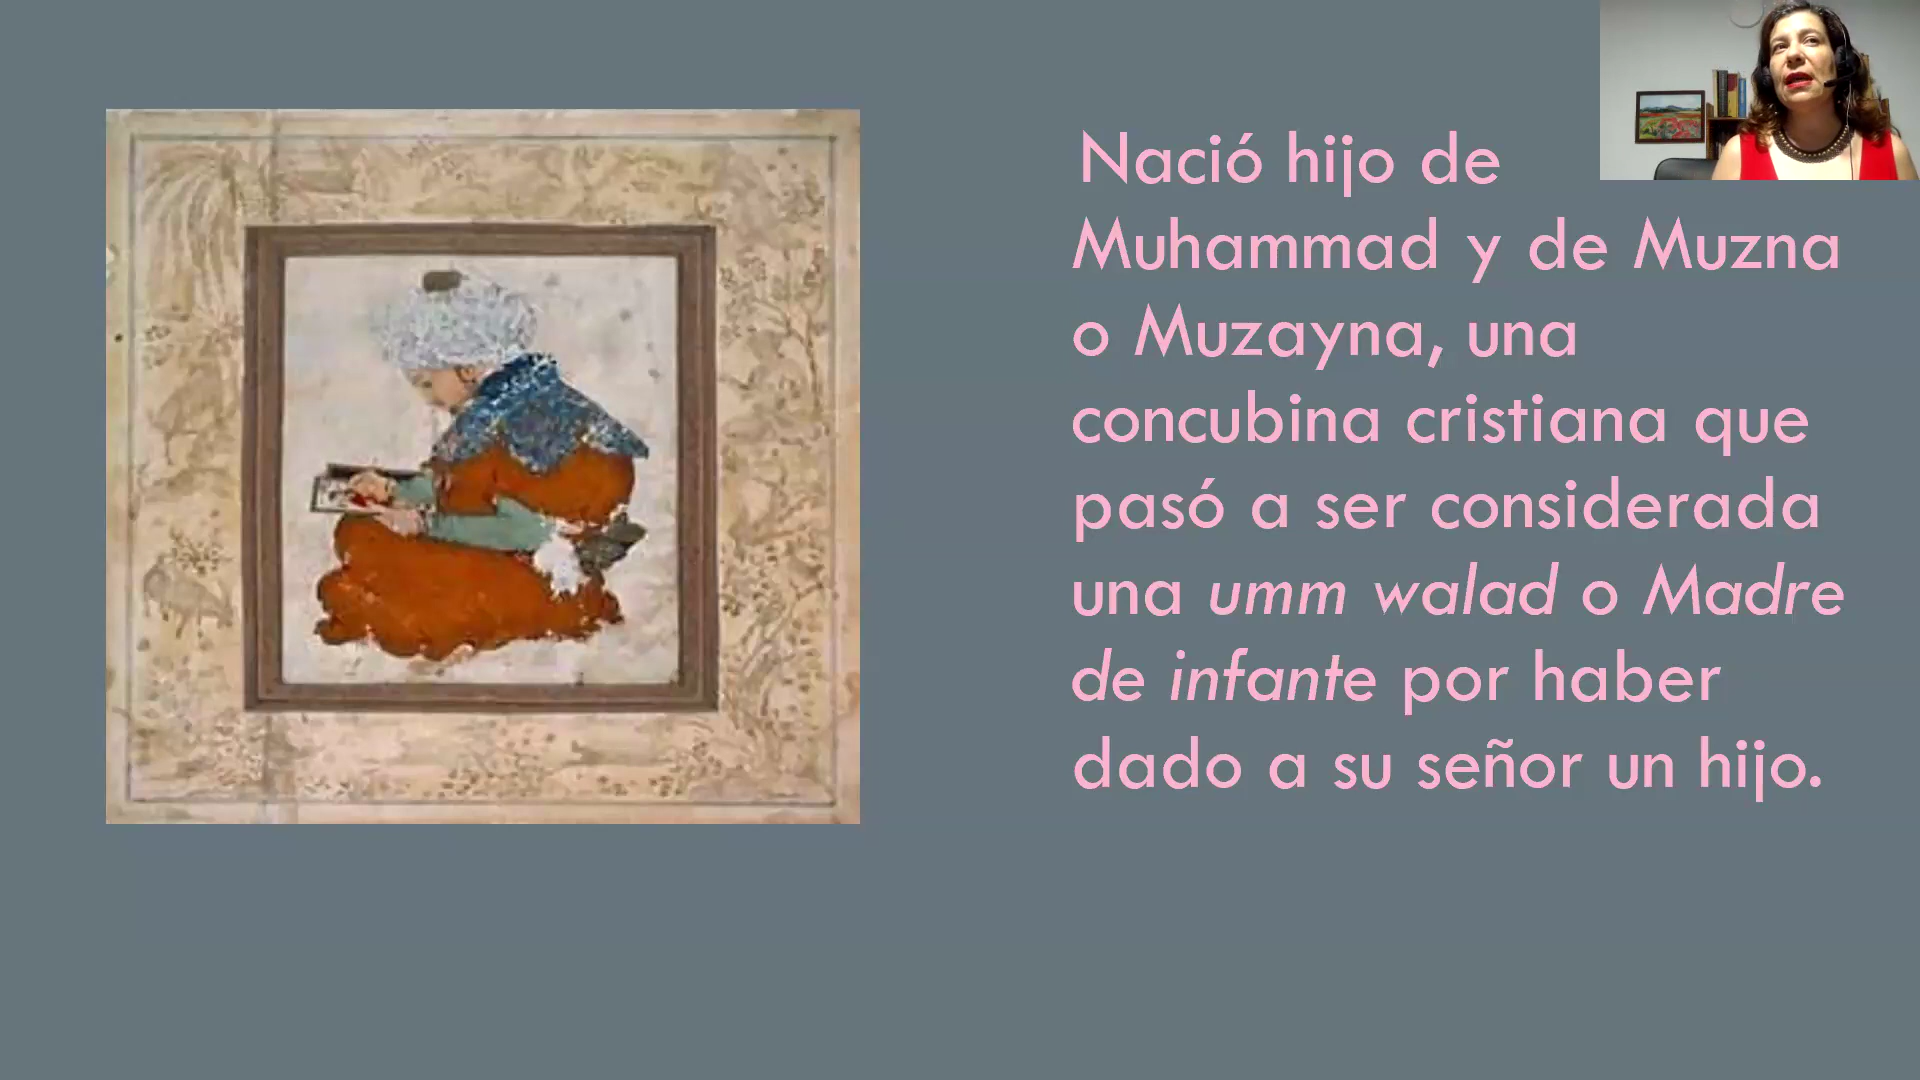 Nació hijo de
Muhammad y de Muzna
o Muzayna, una
concubina cristiana que
pasó a ser considerada
una umm walad o Madre
de infante por haber
dado a su señor un hijo.